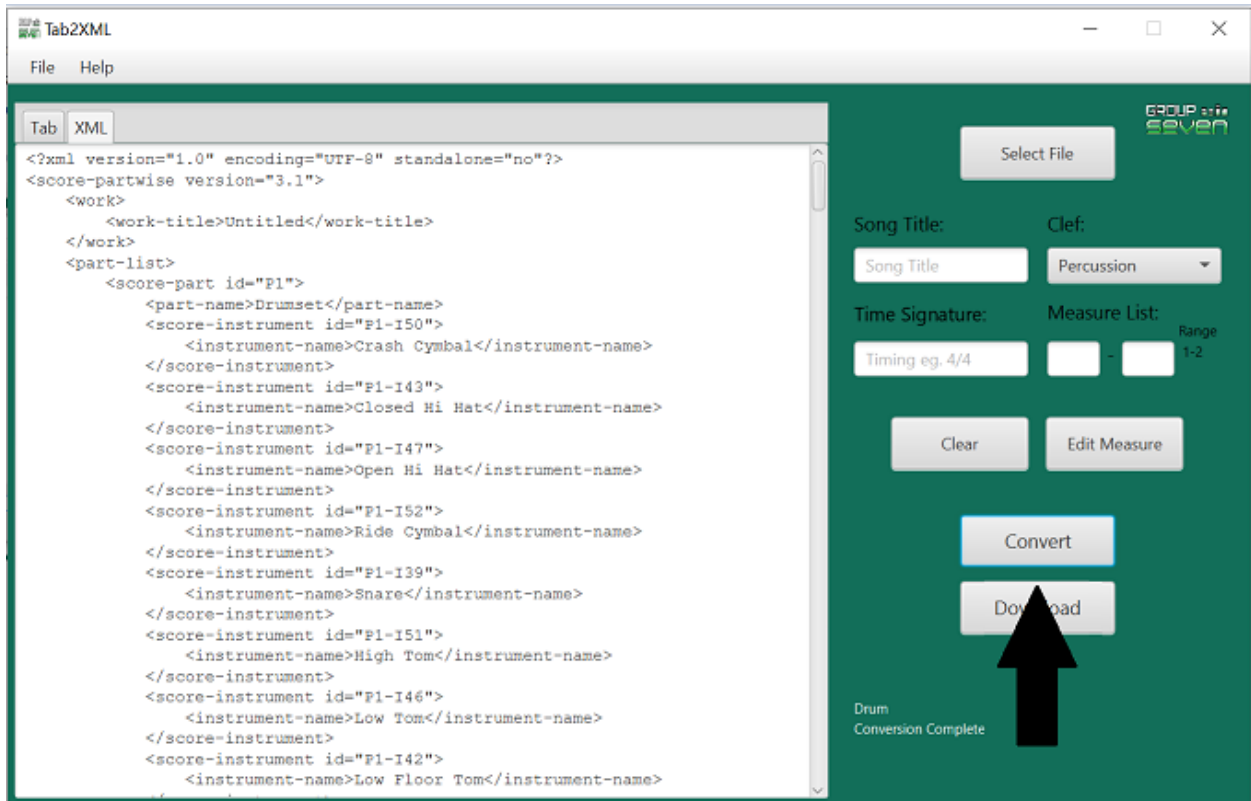 Tab2XML
File Help
Tab XML
<?xml version="1.0" encoding="UTF-8" standalone="no"?>
<score-partwise version="3.1">
<work>
<work-title>Untitled</work-title>
</work>
<part-list>
<score-part id="P1">
<part-name>Drumset</part-name>
<score-instrument id="P1-I50">
<instrument-name>Crash Cymbal</instrument-name>
</score-instrument>
<score-instrument id="P1-I43">
<instrument-name>Closed Hi Hat</instrument-name>
</score-instrument>
<score-instrument id="P1-I47">
<instrument-name>Open Hi Hat</instrument-name>
</score-instrument>
<score-instrument id="P1-I52">
<instrument-name>Ride Cymbal</instrument-name>
</score-instrument>
<score-instrument id="P1-I39">
<instrument-name>Snare</instrument-name>
</score-instrument>
<score-instrument id="P1-I51">
<instrument-name>High Tom</instrument-name>
</score-instrument>
<score-instrument id="P1-I46">
<instrument-name>Low Tom</instrument-name>
</score-instrument>
<score-instrument id="P1-I42">
<instrument-name>Low Floor Tom</instrument-name>
GROUP
seven
Select File
Song Title: Clef:
Song Title Percussion
Time Signature: Measure List:
Range
Timing eg. 4/4 - 1-2
Clear Edit Measure
Convert
Drum
Conversion Complete